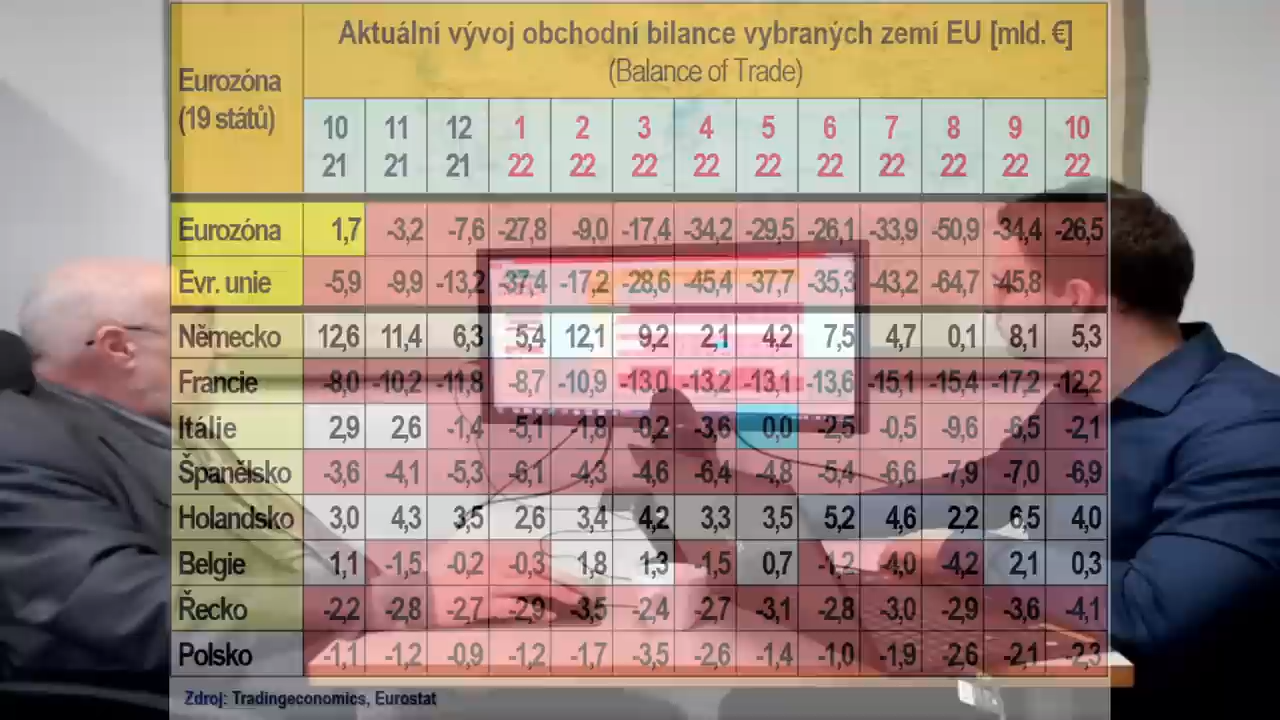 Aktuální vývoj obchodní bilance vybraných zemí EU [mld. €]
(Balance of Trade)
Eurozóna
(19 států)
10 11 12 1 2 3 4 5 6 7 8 9 10
21 21 21 22 22 22 22 22 22 22 22 22 22
Eurozóna 1,7 -3,2 -7,6 -27,8 -9,0 -17,4 -34,2 -29,5 -26,1 -33,9 -50,9 -34,4 -26,5
Evr. unie -5,9 -9,9 -13,2 -37,4 -17,2 -28,6 -45,4 -37,7 -35,3 -43,2 -64,7 -45,8
Německo 12,6 11,4 6,3 5,4 12,1 9,2 2,1 4,2 7,5 4,7 0,1 8,1 5,3
Francie -8,0 -10,2 -11,8 -8,7 -10,9 -13,0 -13,2 -13,1 -13,6 -15,1 -15,4 -17,2 -12,2
Itálie 2,9 2,6 -1,4 -5,1 -1,8 -0,2 -3,6 0,0 -2,5 -0,5 -9,6 -6,5 -2,1
Španělsko -3,6 -4,1 -5,3 -6,1 -4,3 -4,6 -6,4 -4,8 -5,4 -6,6 -7,9 -7,0 -6,9
Holandsko 3,0 4,3 3,5 2,6 3,4 4,2 3,3 3,5 5,2 4,6 2,2 6,5 4,0
Belgie 1,1 -1,5 -0,2 -0,3 1,8 1,3 -1,5 0,7 -1,2 -4,0 -4,2 2,1 0,3
Řecko -2,2 -2,8 -2,7 -2,9 -3,5 -2,4 -2,7 -3,1 -2,8 -3,0 -2,9 -3,6 -4,1
Polsko -1,1 -1,2 -0,9 -1,2 -1,7 -3,5 -2,6 -1,4 -1,0 -1,9 -2,6 -2,1 -2,3
Zdroj: Tradingeconomics, Eurostat